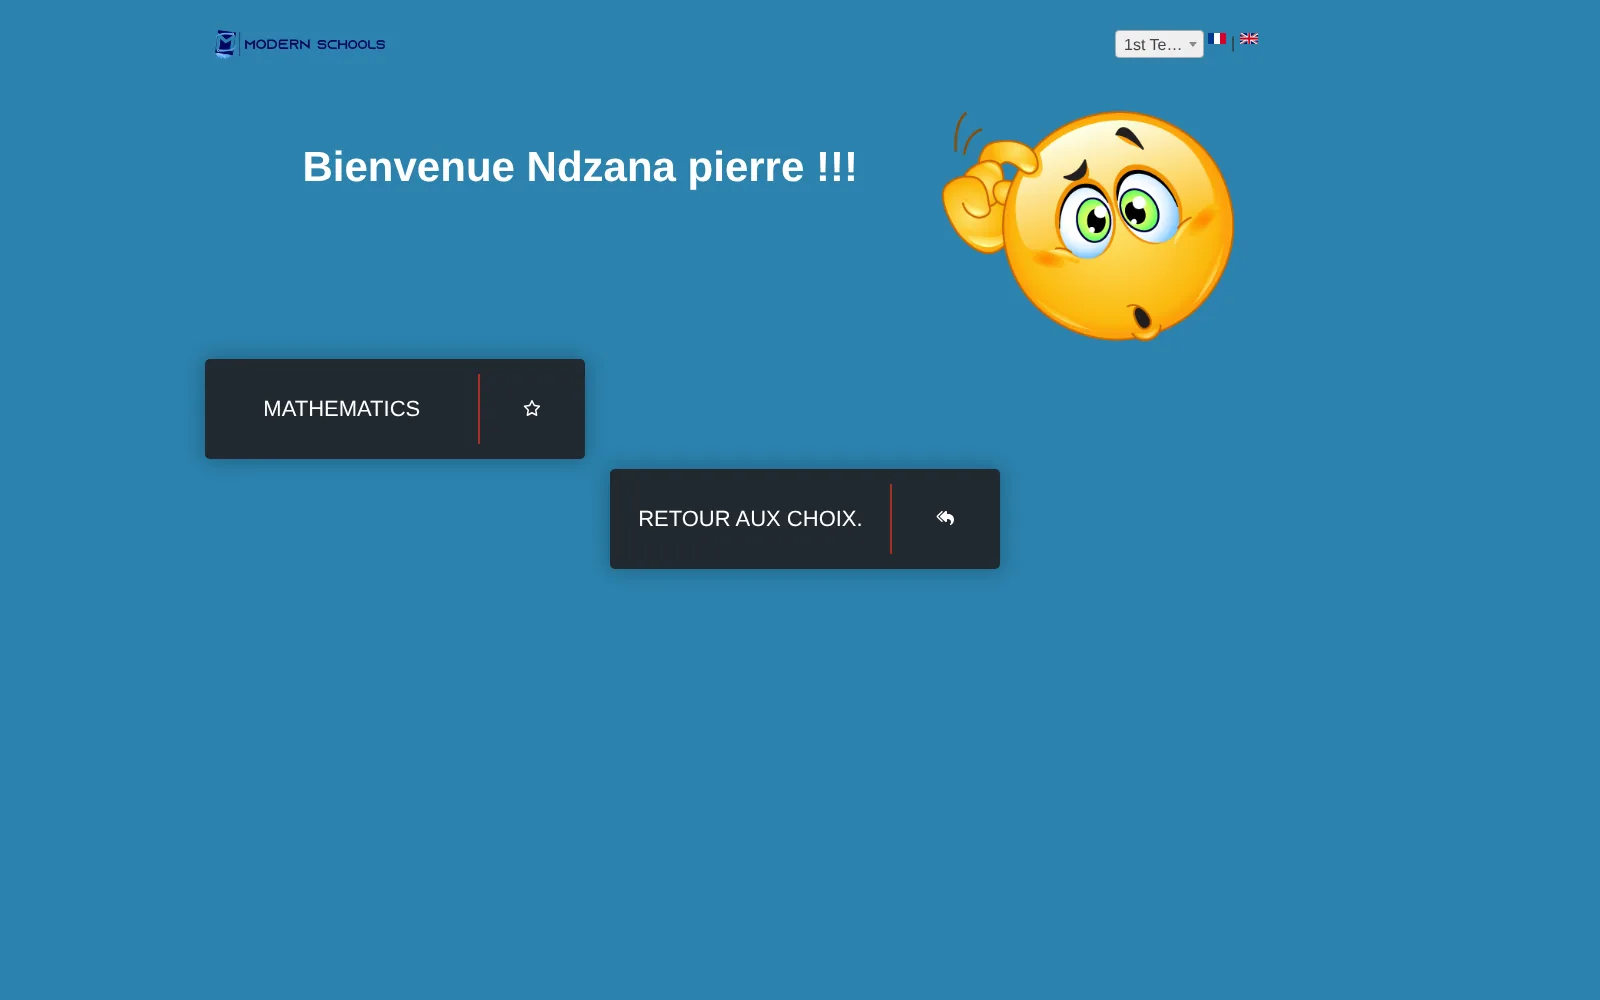 MODERN SCHOOLS
1st Te...
|
Bienvenue Ndzana pierre !!!
MATHEMATICS
RETOUR AUX CHOIX.